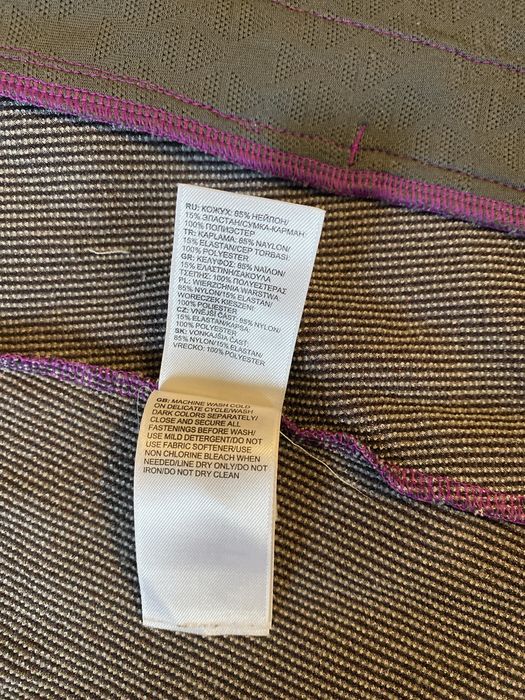 RU: КОЖУХ: 85% НЕЙЛОН/
15% ЭЛАСТАН/СУМКА-КАРМАН
100% ПОЛИЭСТЕР
TR: KAPLAMA: 85% NAYLON/
15% ELASTAN/CEP TORBASI:
100% POLYESTER
GR: ΚΕΛΥΦΟΣ: 85% ΝΑΪΛΟΝ/
15% ΕΛΑΣΤΙΝΗ/ΣΑΚΟΥΛΑ
ΤΣΕΠΗΣ: 100% ΠΟΛΥΕΣΤΕΡΑΣ
PL: WIERZCHNIA WARSTWA
85% NYLON/15% ELASTAN/
WORECZEK KIESZENI:
100% POLIESTER
CZ: VNĚJŠÍ ČÁST: 85% NYLON/
15% ELASTAN/KAPSA:
100% POLYESTER
SK: VONKAJŠIA ČASŤ:
85% NYLON/15% ELASTAN/
VRECKO: 100% POLYESTER
GB: MACHINE WASH COLD
ON DELICATE CYCLE/WASH
DARK COLORS SEPARATELY/
CLOSE AND SECURE ALL
FASTENINGS BEFORE WASH/
USE MILD DETERGENT/DO NOT
USE FABRIC SOFTENER/USE
NON CHLORINE BLEACH WHEN
NEEDED/LINE DRY ONLY/DO NOT
IRON/DO NOT DRY CLEAN